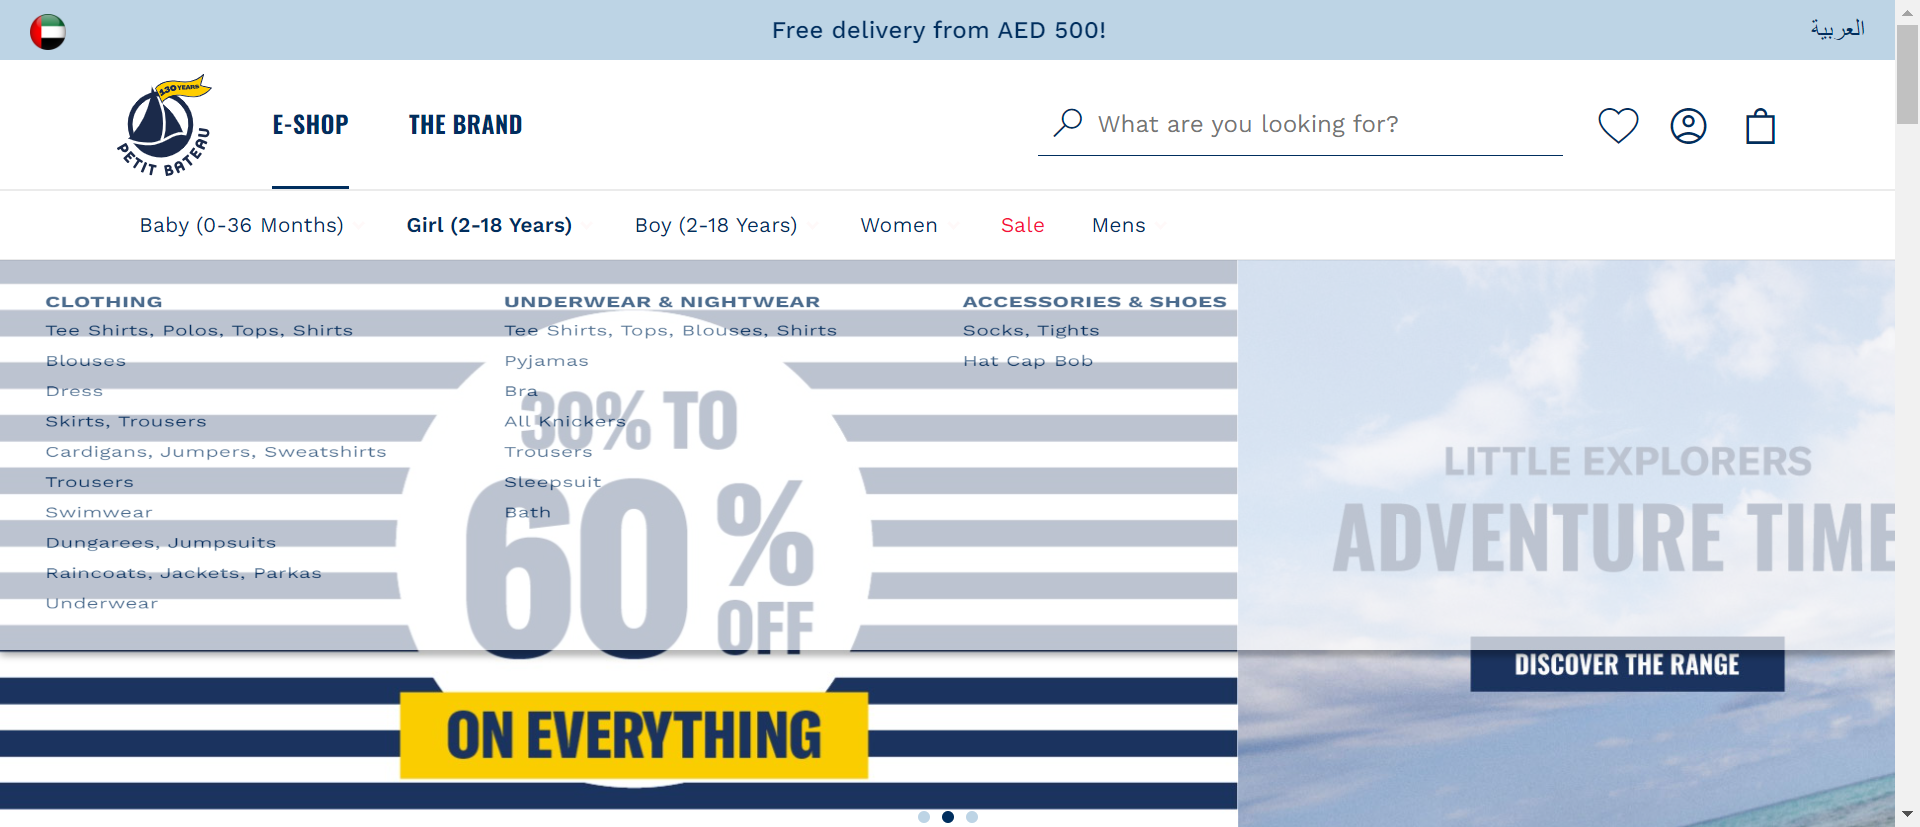 Free delivery from AED 500!
العربية
130 YEARS
PETIT BATEAU
E-SHOP
THE BRAND
What are you looking for?
Baby (0-36 Months)
Girl (2-18 Years)
Boy (2-18 Years)
Women
Sale
Mens
CLOTHING
Tee Shirts, Polos, Tops, Shirts
Blouses
Dress
Skirts, Trousers
Cardigans, Jumpers, Sweatshirts
Trousers
Swimwear
Dungarees, Jumpsuits
Raincoats, Jackets, Parkas
Underwear
UNDERWEAR & NIGHTWEAR
Tee Shirts, Tops, Blouses, Shirts
Pyjamas
Bra
All Knickers
Trousers
Sleepsuit
Bath
ACCESSORIES & SHOES
Socks, Tights
Hat Cap Bob
30% TO
60%
OFF
ON EVERYTHING
LITTLE EXPLORERS
ADVENTURE TIME
DISCOVER THE RANGE